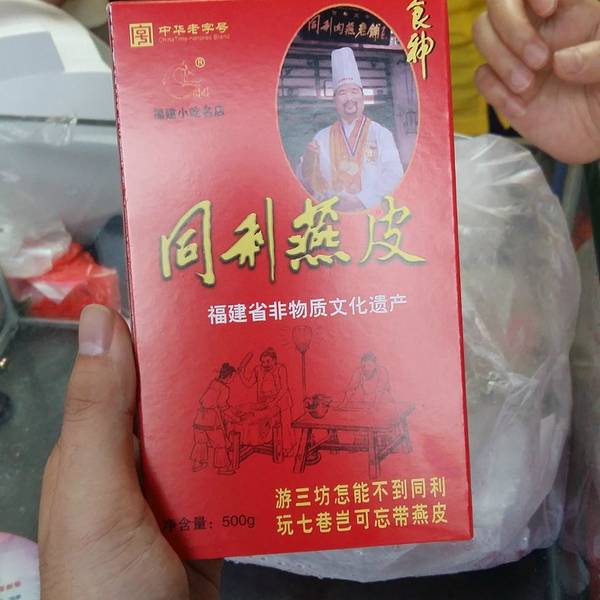 中华老字号
China Time-honored Brand
®
福建小吃名店
同利肉燕老铺
食神
同利燕皮
福建省非物质文化遗产
游三坊怎能不到同利
玩七巷岂可忘带燕皮
净含量: 500g